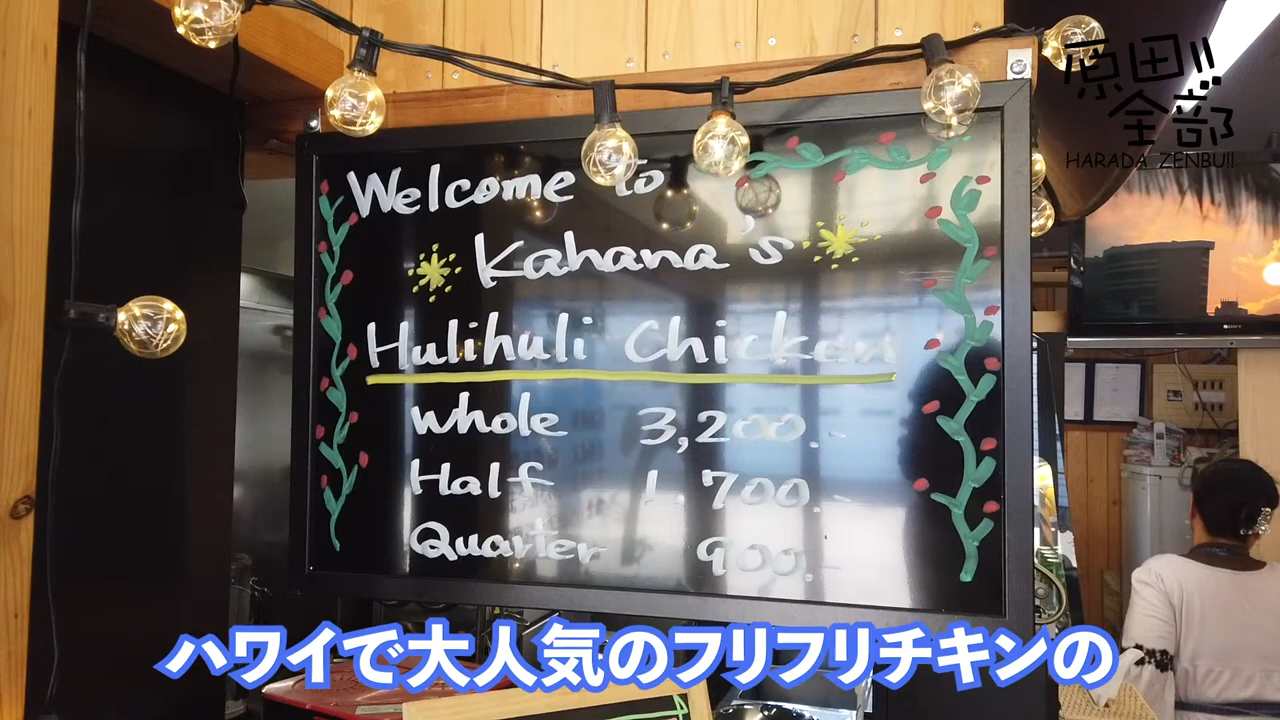 原田!!
全部
HARADA ZENBU!!
Welcome to
Kahana's
Hulihuli Chicken
whole 3,200.-
Half 1.700.-
Quarter 900.-
SONY
ハワイで大人気のフリフリチキンの